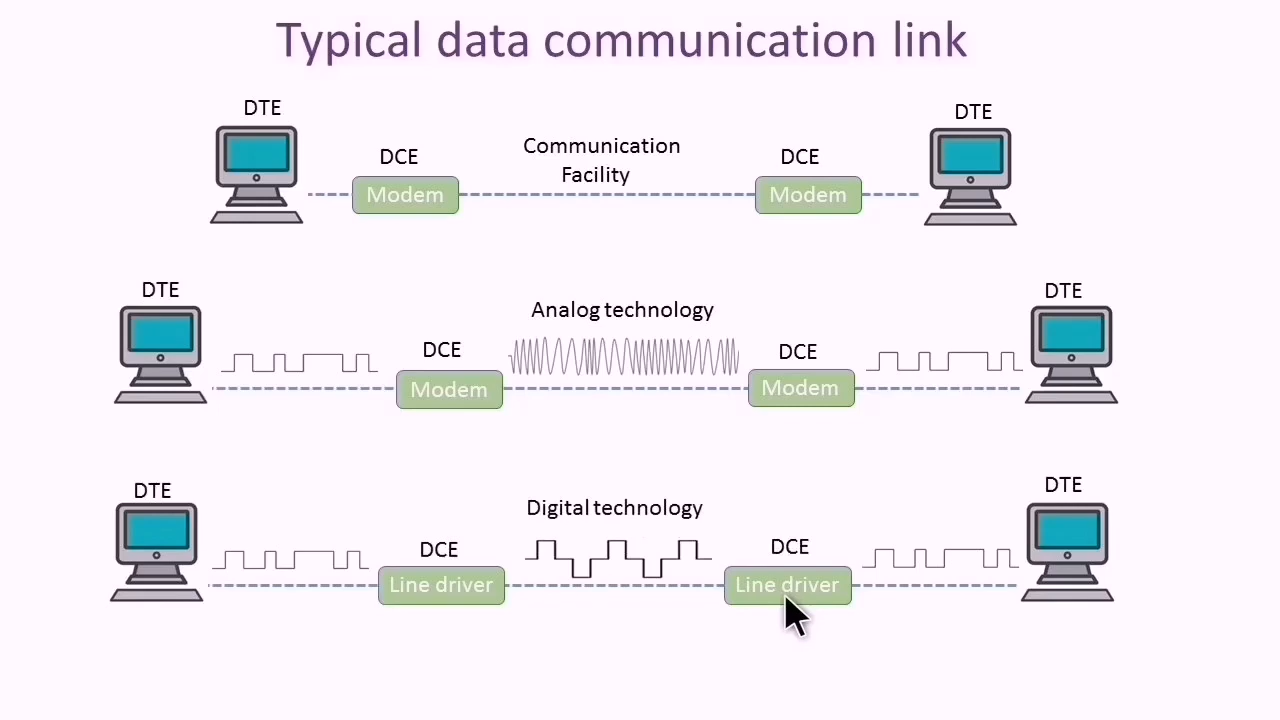 Typical data communication link
DTE
DTE
DCE
Communication
Facility
DCE
Modem
Modem
DTE
Analog technology
DTE
DCE
DCE
Modem
Modem
DTE
Digital technology
DTE
DCE
DCE
Line driver
Line driver